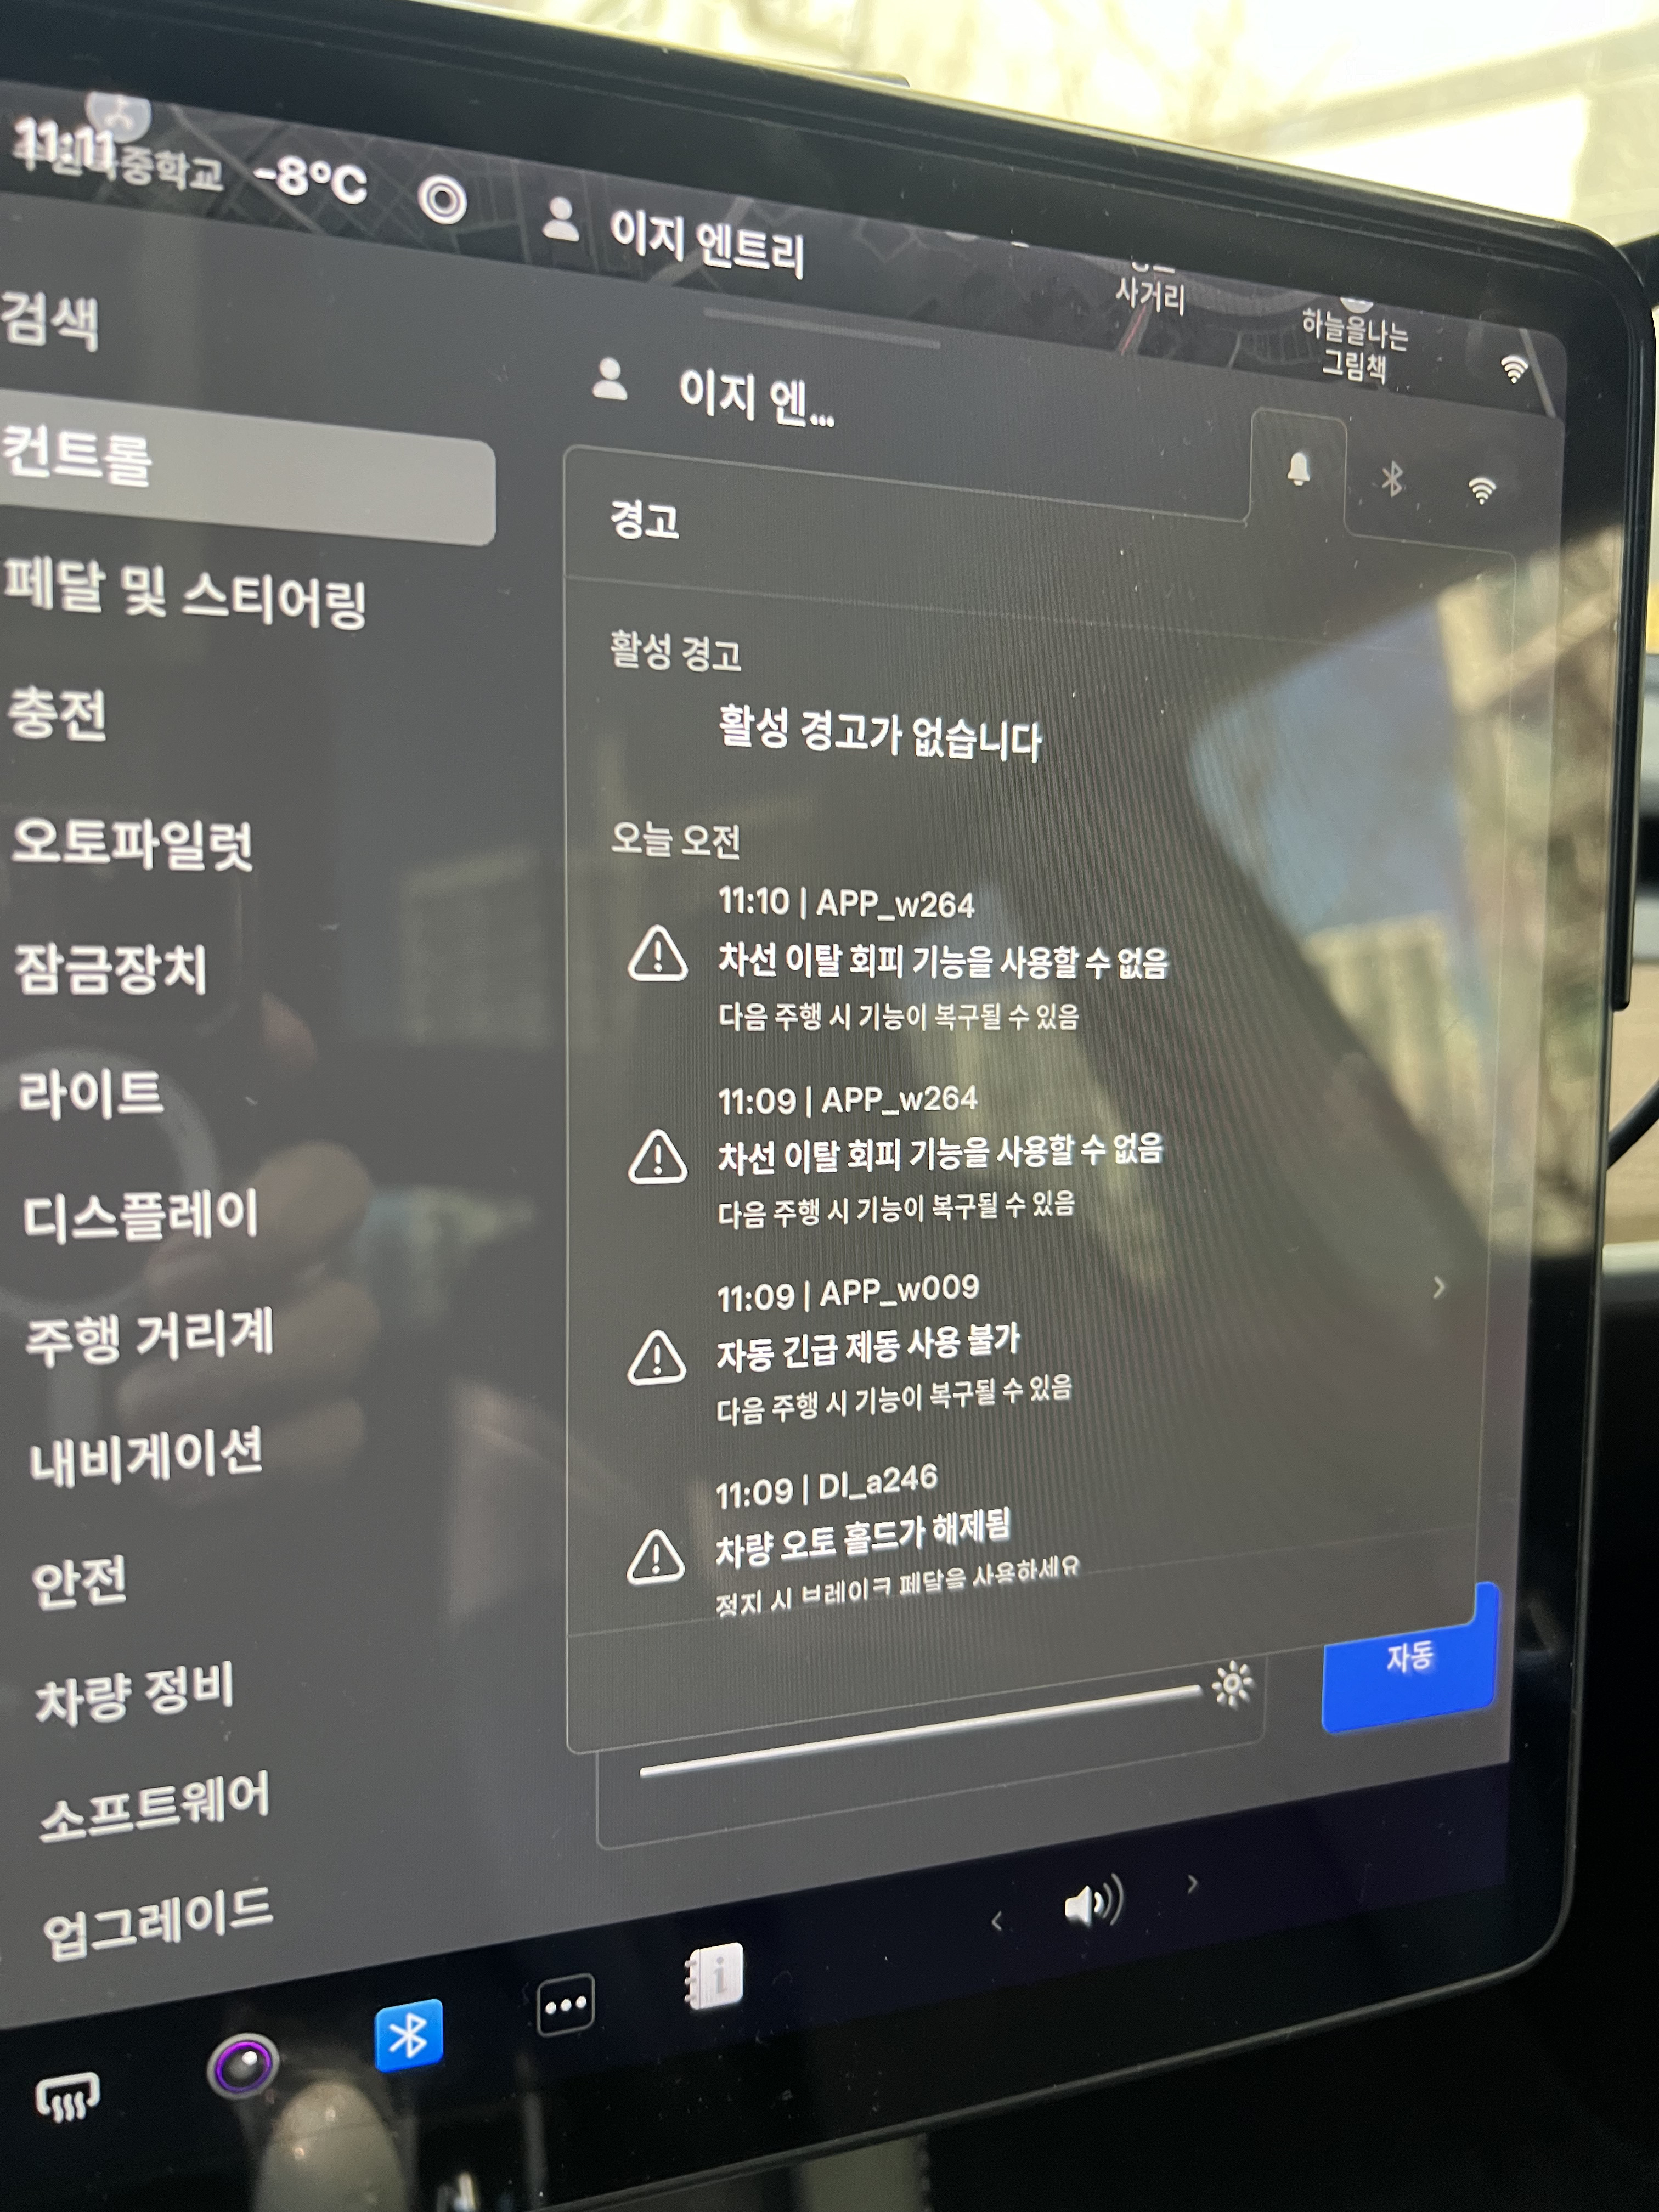 11:11
중학교
-8°C
이지 엔트리
사거리
하늘을나는
그림책
검색
컨트롤
페달 및 스티어링
충전
오토파일럿
잠금장치
라이트
디스플레이
주행 거리계
내비게이션
안전
차량 정비
소프트웨어
업그레이드
이지 엔...
경고
활성 경고
활성 경고가 없습니다
오늘 오전
11:10 | APP_w264
차선 이탈 회피 기능을 사용할 수 없음
다음 주행 시 기능이 복구될 수 있음
11:09 | APP_w264
차선 이탈 회피 기능을 사용할 수 없음
다음 주행 시 기능이 복구될 수 있음
11:09 | APP_w009
자동 긴급 제동 사용 불가
다음 주행 시 기능이 복구될 수 있음
11:09 | DI_a246
차량 오토 홀드가 해제됨
정지 시 브레이크 페달을 사용하세요
자동